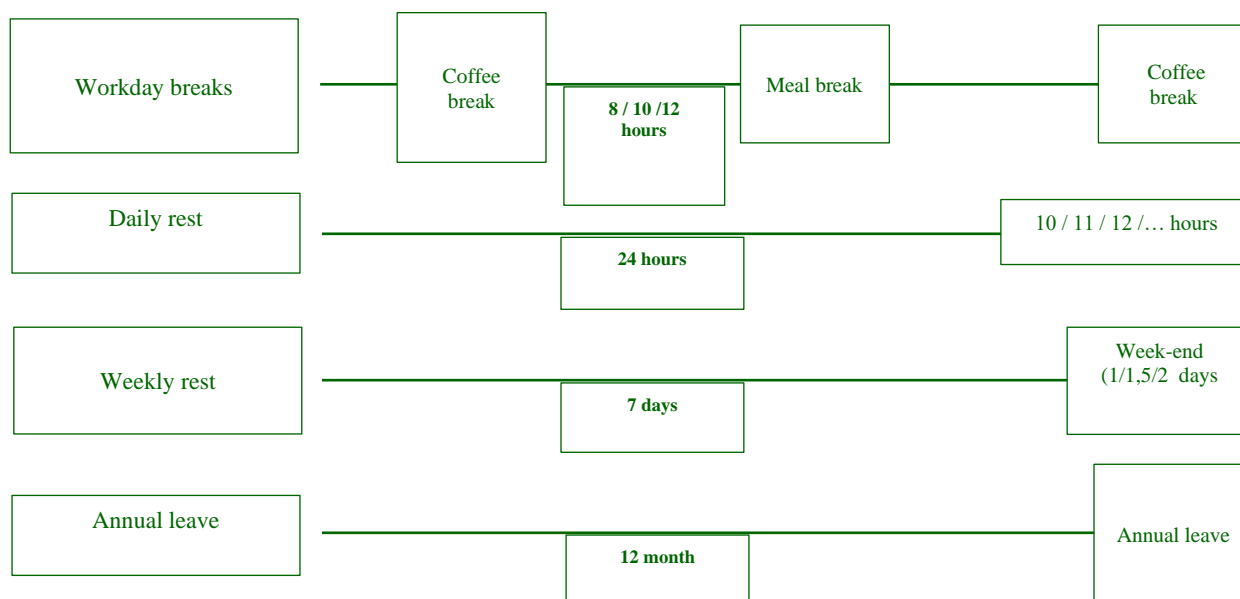 Workday breaks
Coffee
break
8 / 10 /12
hours
Meal break
Coffee
break
Daily rest
24 hours
10 / 11 / 12 /… hours
Weekly rest
7 days
Week-end
(1/1,5/2 days
Annual leave
12 month
Annual leave